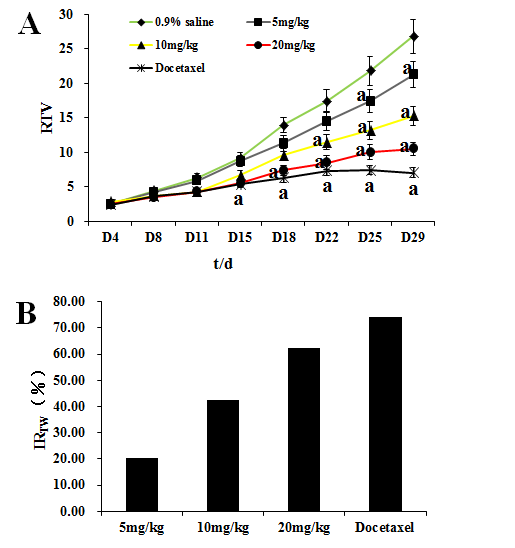 A
0.9% saline 5mg/kg
10mg/kg 20mg/kg
Docetaxel
RTV
30
25
20
15
10
5
0
a
a
a
a
a
a
a
a
a
a
a
a
a
a
D4 D8 D11 D15 D18 D22 D25 D29
t/d
B
IRTW（%）
80.00
70.00
60.00
50.00
40.00
30.00
20.00
10.00
0.00
5mg/kg 10mg/kg 20mg/kg Docetaxel